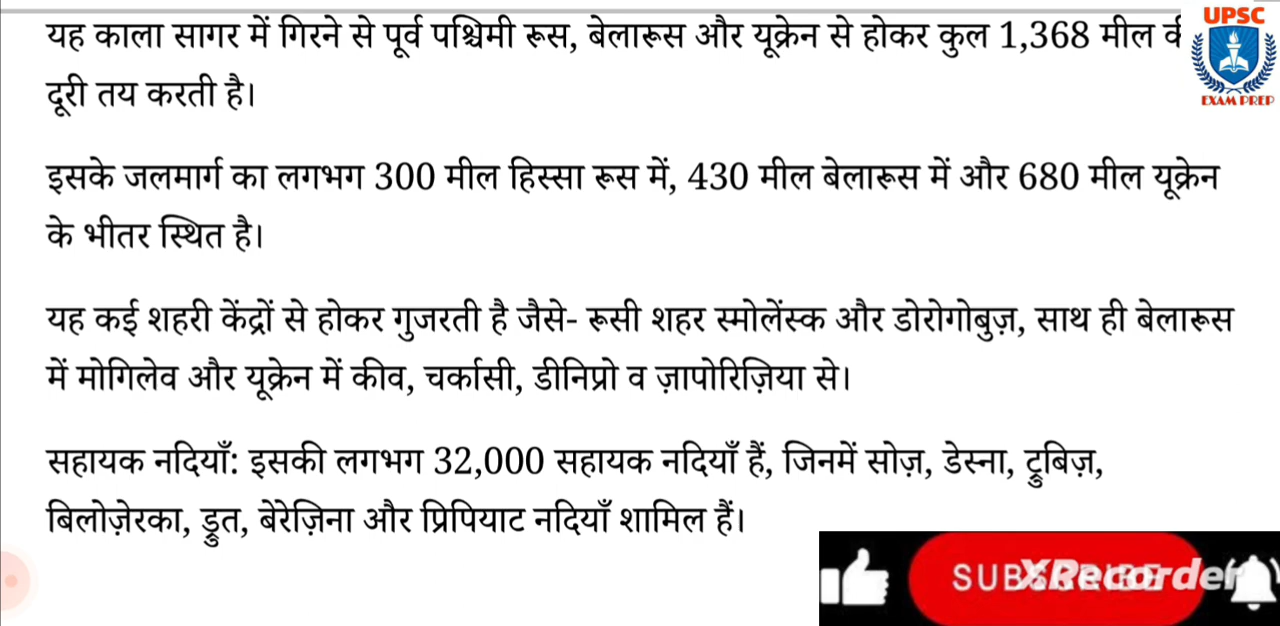 यह काला सागर में गिरने से पूर्व पश्चिमी रूस, बेलारूस और यूक्रेन से होकर कुल 1,368 मील
दूरी तय करती है।
इसके जलमार्ग का लगभग 300 मील हिस्सा रूस में, 430 मील बेलारूस में और 680 मील यूक्रेन
के भीतर स्थित है।
यह कई शहरी केंद्रों से होकर गुजरती है जैसे- रूसी शहर स्मोलेंस्क और डोरोगोबुज़, साथ ही बेलारूस
में मोगिलेव और यूक्रेन में कीव, चर्कासी, डीनिप्रो व ज़ापोरिज़िया से।
सहायक नदियाँ: इसकी लगभग 32,000 सहायक नदियाँ हैं, जिनमें सोज़, डेस्ना, ट्रुबिज़,
बिलोज़ेरका, ड्रुत, बेरेज़िना और प्रिपियाट नदियाँ शामिल हैं।
UPSC
EXAM PREP
SUBSCRIBE
XRecorder